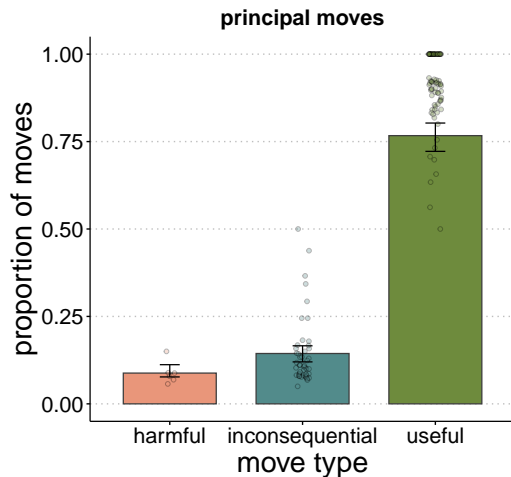 principal moves
1.00
0.75
0.50
0.25
0.00
proportion of moves
harmful inconsequential useful
move type